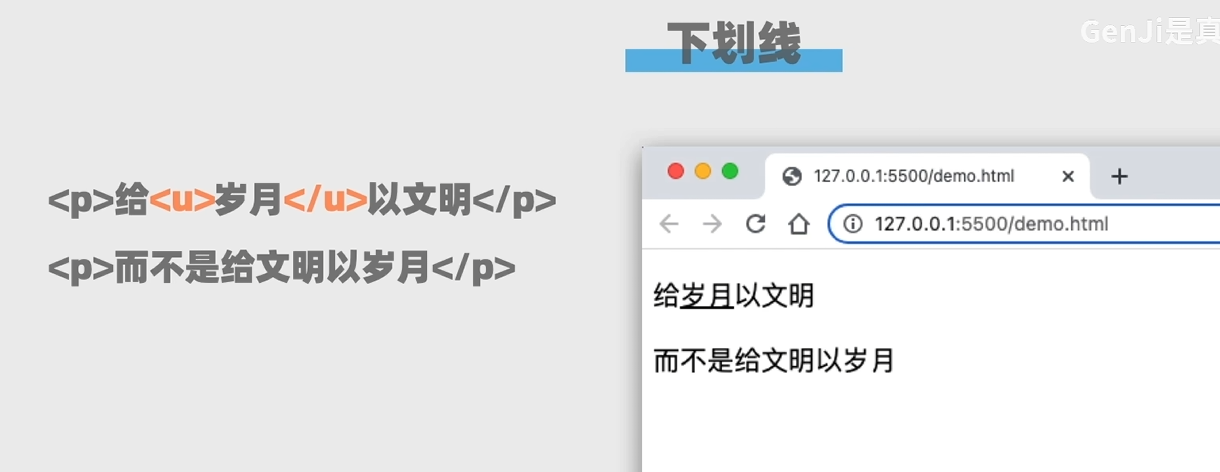 下划线
GenJi是真
<p>给<u>岁月</u>以文明</p>
<p>而不是给文明以岁月</p>
127.0.0.1:5500/demo.html
127.0.0.1:5500/demo.html
给岁月以文明
而不是给文明以岁月